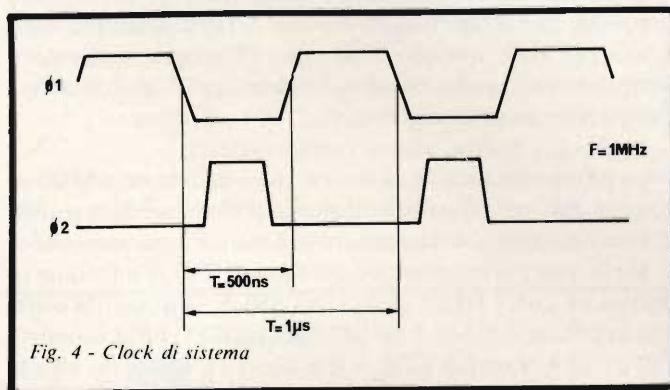 ϕ1
F=1MHz
ϕ2
T=500ns
T=1µs
Fig. 4 - Clock di sistema